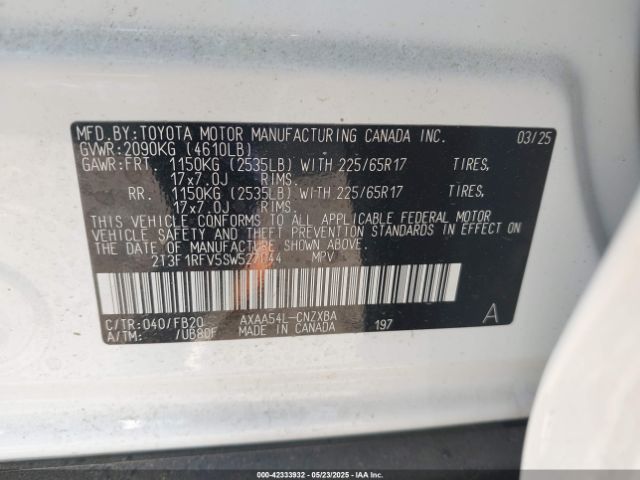 MFD.BY:TOYOTA MOTOR MANUFACTURING CANADA INC. 03/25
GVWR:2090KG (4610LB)
GAWR:FRT. 1150KG (2535LB) WITH 225/65R17 TIRES,
17x7.0J RIMS.
RR. 1150KG (2535LB) WITH 225/65R17 TIRES,
17x7.0J RIMS.
THIS VEHICLE CONFORMS TO ALL APPLICABLE FEDERAL MOTOR
VEHICLE SAFETY AND THEFT PREVENTION STANDARDS IN EFFECT
ON THE DATE OF MANUFACTURE SHOWN ABOVE.
2T3F1RFV5SW527044 MPV
C/TR:040/FB20 AXAA54L-CNZXBA 197 A
A/TM: /UB80F MADE IN CANADA
000-42333932 - 05/23/2025 - IAA Inc.